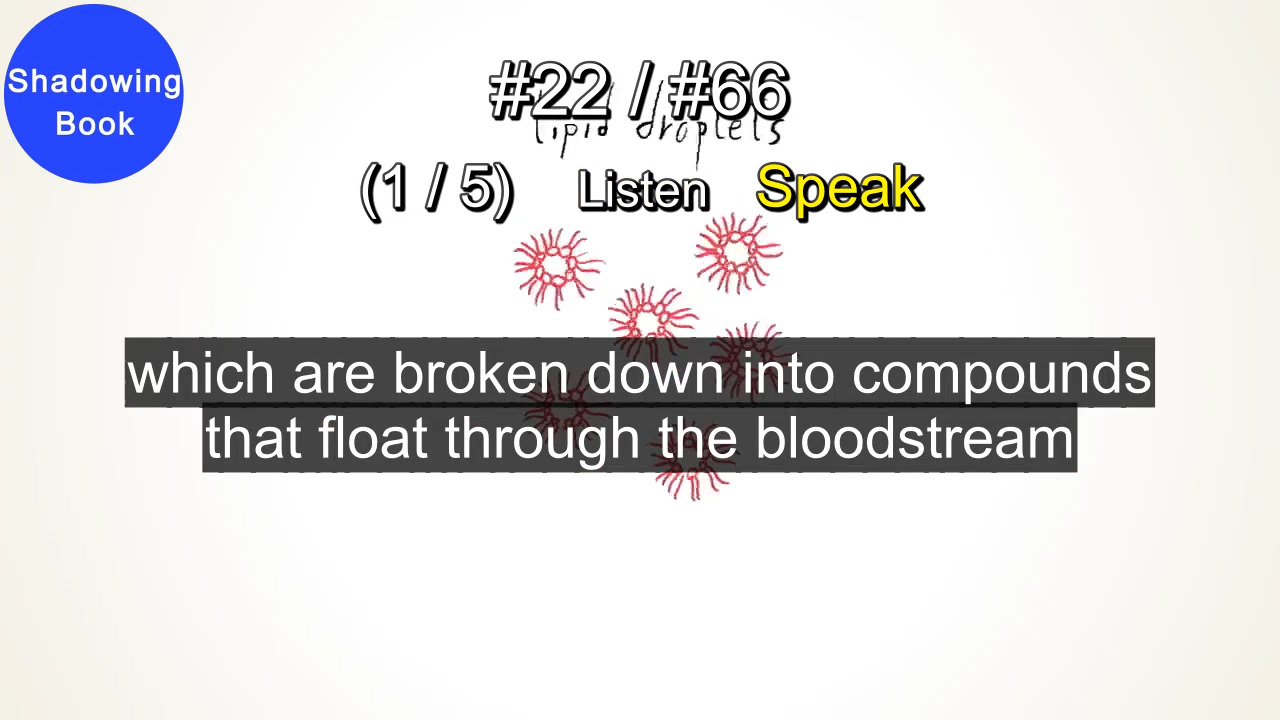 Shadowing
Book
#22 / #66
lipid droplets
(1 / 5) Listen Speak
which are broken down into compounds
that float through the bloodstream